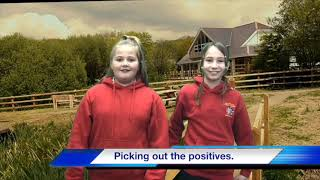 Picking out the positives.